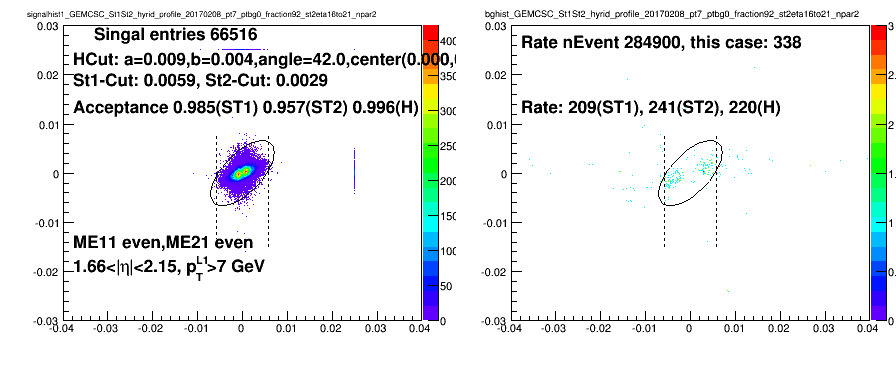 signalhist1_GEMCSC_St1St2_hyrid_profile_20170208_pt7_ptbg0_fraction92_st2eta16to21_npar2
Singal entries 66516
HCut: a=0.009,b=0.004,angle=42.0,center(0.000,
St1-Cut: 0.0059, St2-Cut: 0.0029
Acceptance 0.985(ST1) 0.957(ST2) 0.996(H)
ME11 even,ME21 even
1.66<|η|<2.15, p_T^L1>7 GeV
0.03
0.02
0.01
0
-0.01
-0.02
-0.03
-0.04 -0.03 -0.02 -0.01 0 0.01 0.02 0.03 0.04
350
300
250
200
150
100
50
0
bghist_GEMCSC_St1St2_hyrid_profile_20170208_pt7_ptbg0_fraction92_st2eta16to21_npar2
Rate nEvent 284900, this case: 338
Rate: 209(ST1), 241(ST2), 220(H)
0.03
0.02
0.01
0
-0.01
-0.02
-0.03
-0.04 -0.03 -0.02 -0.01 0 0.01 0.02 0.03 0.04